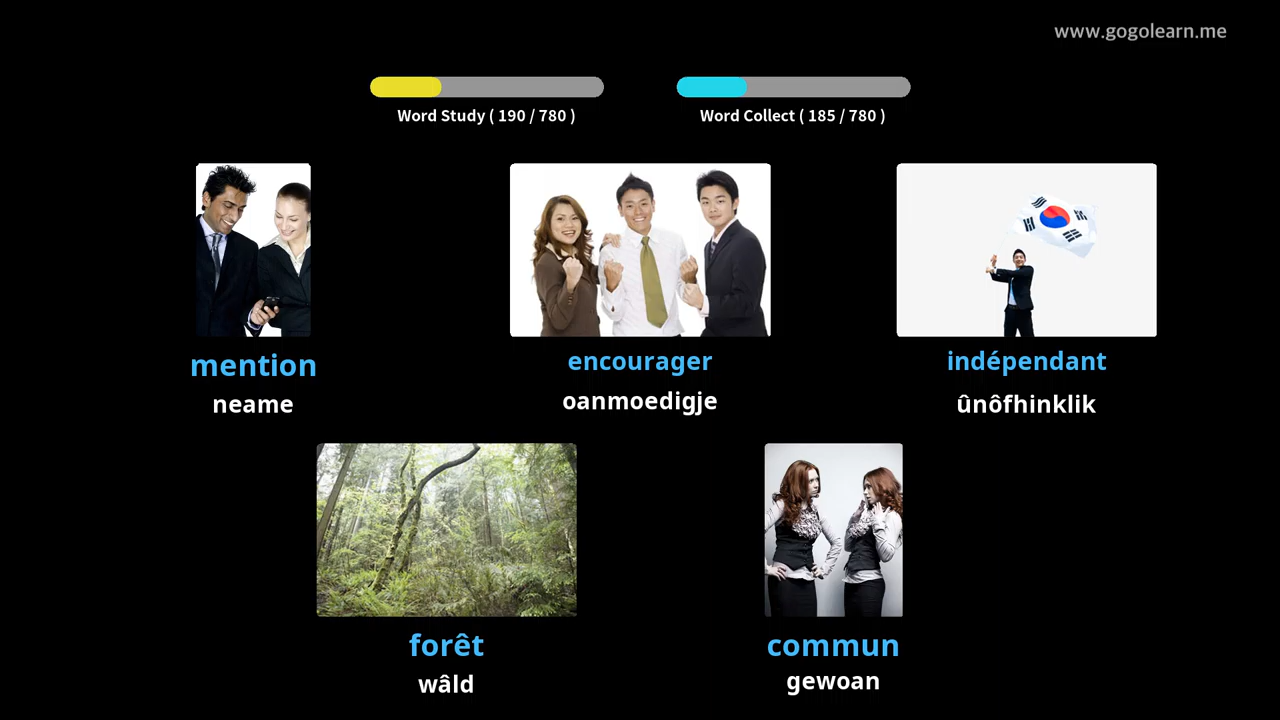 www.gogolearn.me
Word Study ( 190 / 780 )
Word Collect ( 185 / 780 )
mention
neame
encourager
oanmoedigje
indépendant
ûnôfhinklik
forêt
wâld
commun
gewoan